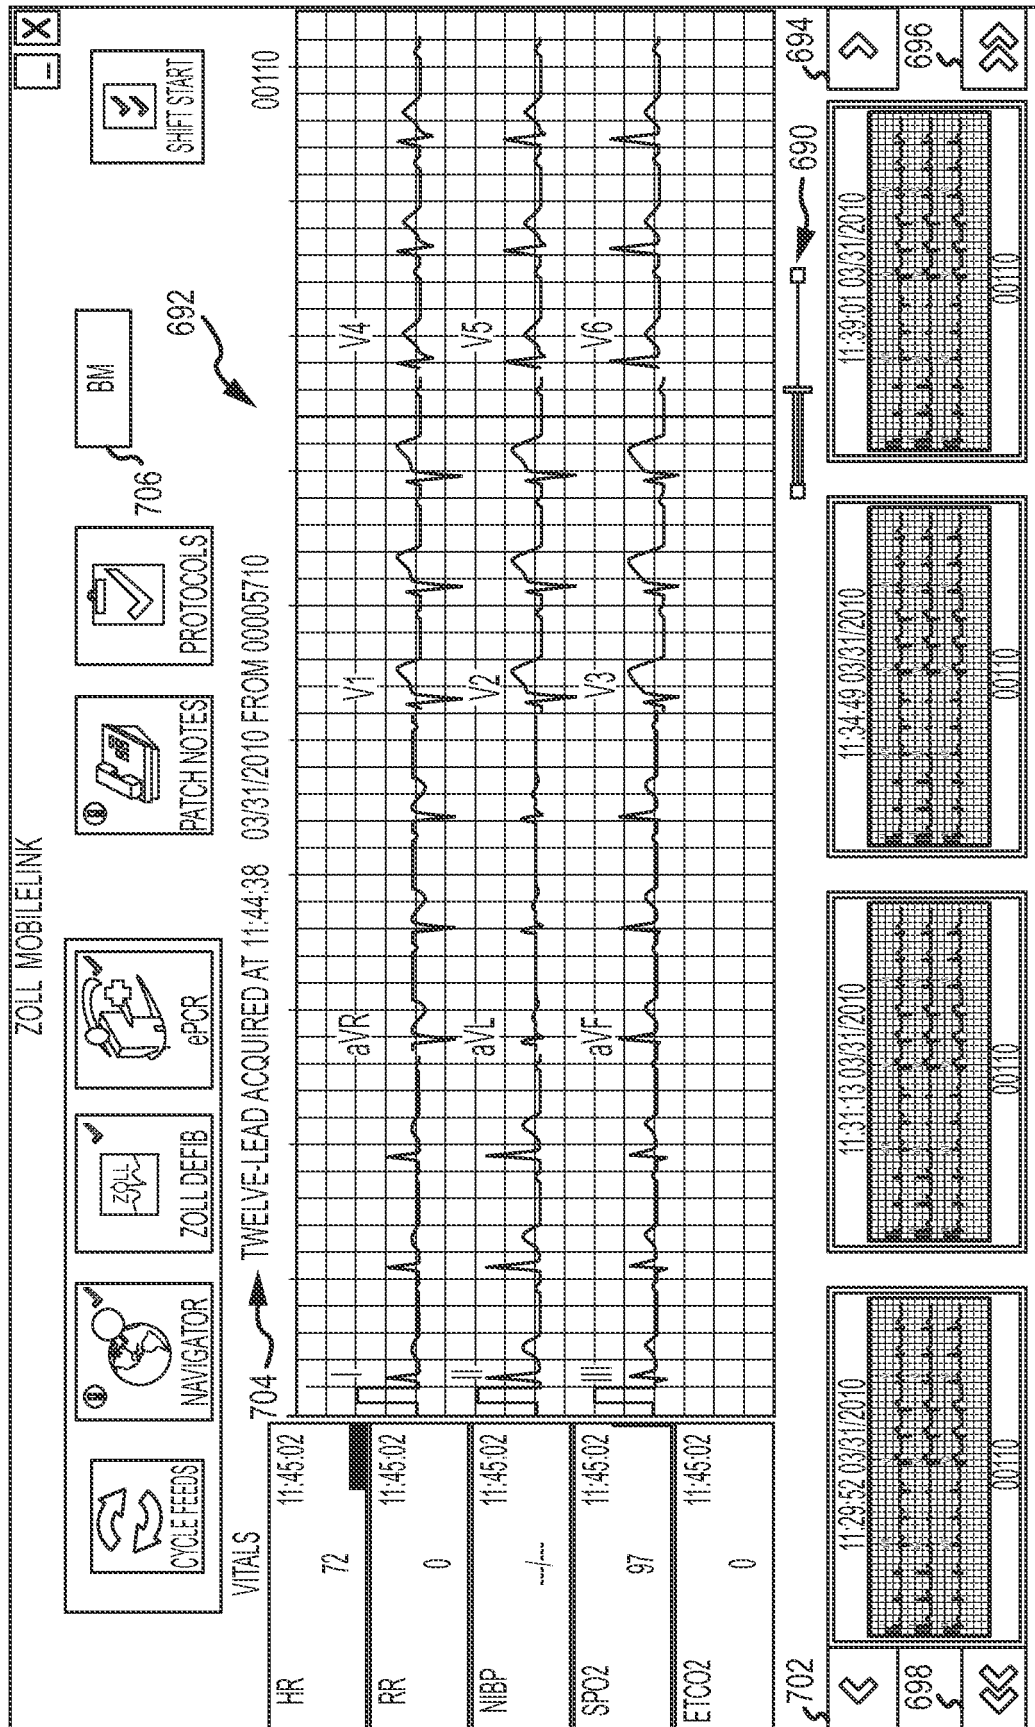 ZOLL MOBILELINK
_ X
CYCLE FEEDS
NAVIGATOR
ZOLL
ZOLL DEFIB
ePCR
PATCH NOTES
PROTOCOLS
BM
706
SHIFT START
692
VITALS
704
TWELVE-LEAD ACQUIRED AT 11:44:38 03/31/2010 FROM 00005710
00110
HR 72 11:45:02
RR 0 11:45:02
NIBP ---/--- 11:45:02
SPO2 97 11:45:02
ETCO2 0 11:45:02
I aVR V1 V4
II aVL V2 V5
III aVF V3 V6
690
702
694
698
696
11:29:52 03/31/2010
00110
11:31:13 03/31/2010
00110
11:34:49 03/31/2010
00110
11:39:01 03/31/2010
00110